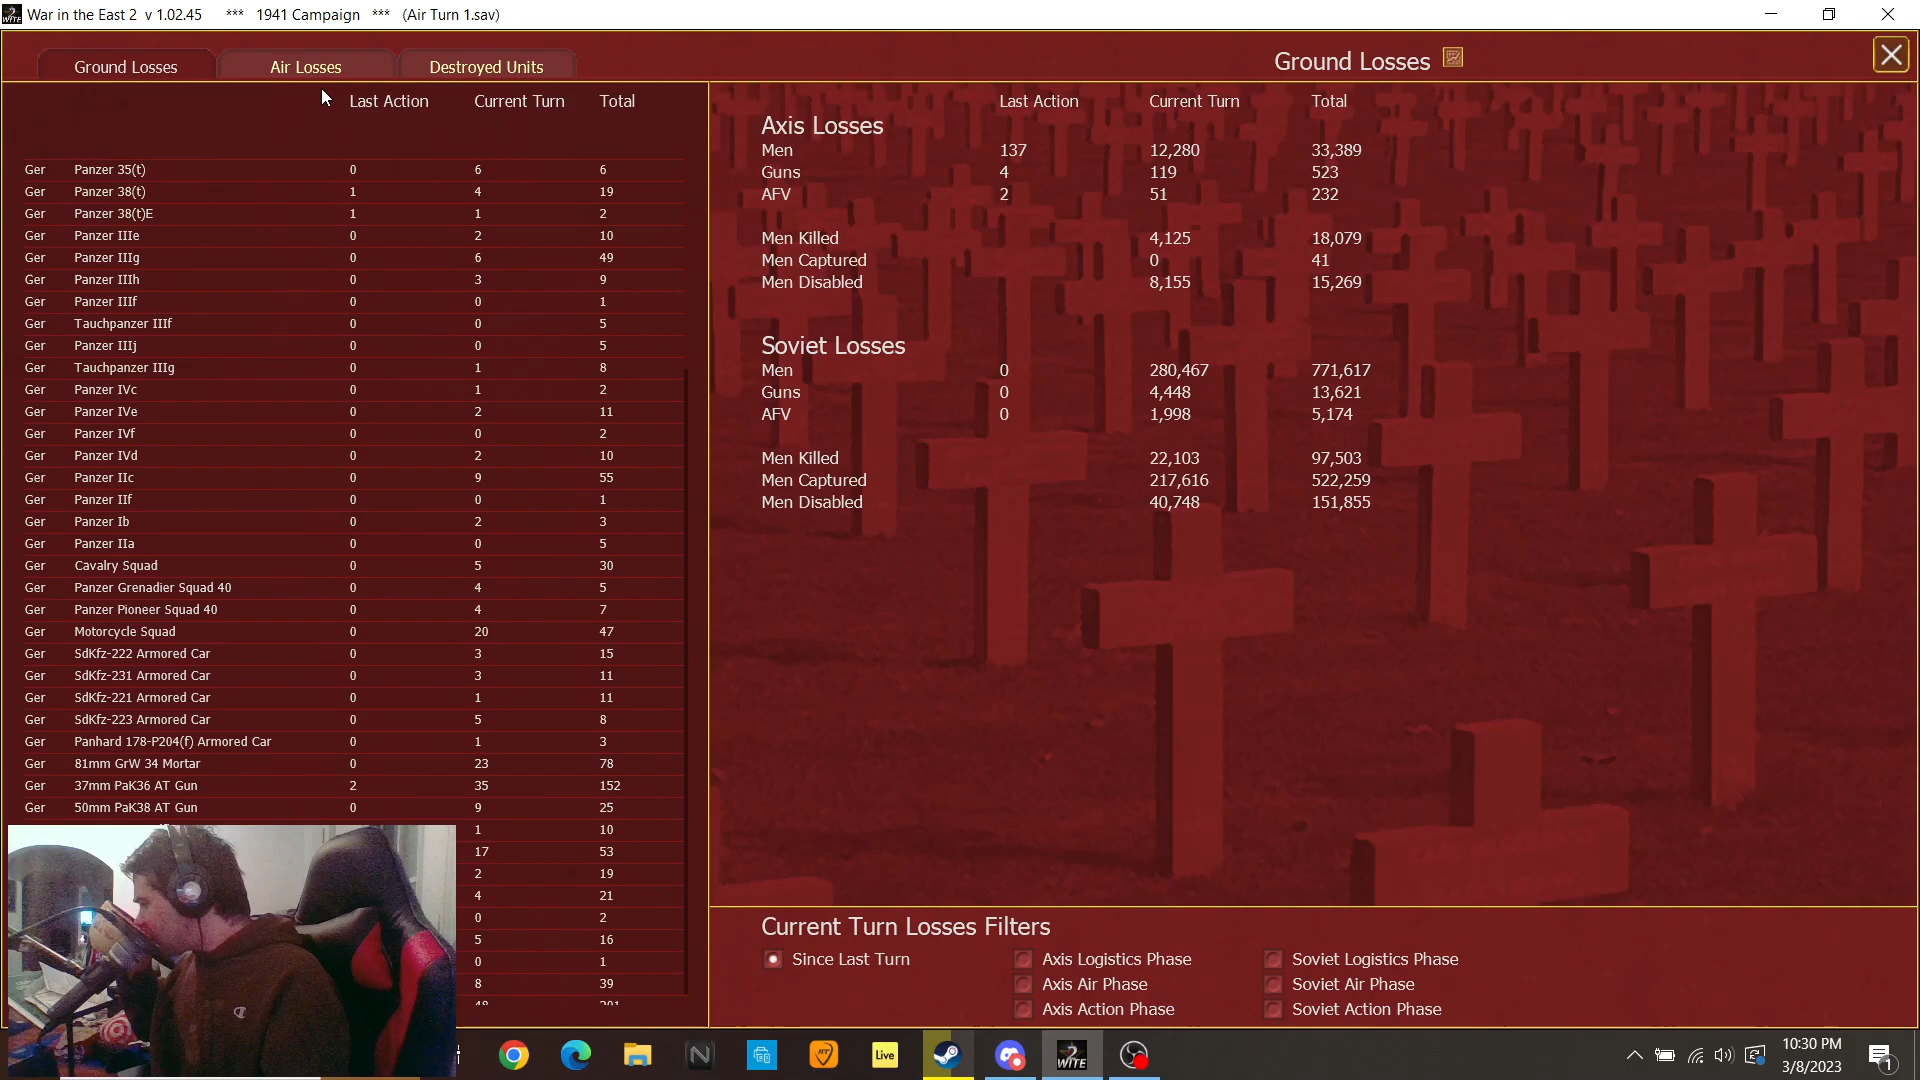 War in the East 2 v 1.02.45 *** 1941 Campaign *** (Air Turn 1.sav)
Ground Losses Air Losses Destroyed Units
Ground Losses
Last Action Current Turn Total
Ger Panzer 35(t) 0 6 6
Ger Panzer 38(t) 1 4 19
Ger Panzer 38(t)E 1 1 2
Ger Panzer IIIe 0 2 10
Ger Panzer IIIg 0 6 49
Ger Panzer IIIh 0 3 9
Ger Panzer IIIf 0 0 1
Ger Tauchpanzer IIIf 0 0 5
Ger Panzer IIIj 0 0 5
Ger Tauchpanzer IIIg 0 1 8
Ger Panzer IVc 0 1 2
Ger Panzer IVe 0 2 11
Ger Panzer IVf 0 0 2
Ger Panzer IVd 0 2 10
Ger Panzer IIc 0 9 55
Ger Panzer IIf 0 0 1
Ger Panzer Ib 0 2 3
Ger Panzer IIa 0 0 5
Ger Cavalry Squad 0 5 30
Ger Panzer Grenadier Squad 40 0 4 5
Ger Panzer Pioneer Squad 40 0 4 7
Ger Motorcycle Squad 0 20 47
Ger SdKfz-222 Armored Car 0 3 15
Ger SdKfz-231 Armored Car 0 3 11
Ger SdKfz-221 Armored Car 0 1 11
Ger SdKfz-223 Armored Car 0 5 8
Ger Panhard 178-P204(f) Armored Car 0 1 3
Ger 81mm GrW 34 Mortar 0 23 78
Ger 37mm PaK36 AT Gun 2 35 152
Ger 50mm PaK38 AT Gun 0 9 25
1 10
17 53
2 19
4 21
0 2
5 16
0 1
8 39
Last Action Current Turn Total
Axis Losses
Men 137 12,280 33,389
Guns 4 119 523
AFV 2 51 232
Men Killed 4,125 18,079
Men Captured 0 41
Men Disabled 8,155 15,269
Soviet Losses
Men 0 280,467 771,617
Guns 0 4,448 13,621
AFV 0 1,998 5,174
Men Killed 22,103 97,503
Men Captured 217,616 522,259
Men Disabled 40,748 151,855
Current Turn Losses Filters
Since Last Turn Axis Logistics Phase Soviet Logistics Phase
Axis Air Phase Soviet Air Phase
Axis Action Phase Soviet Action Phase
Live
2 WITE
10:30 PM
3/8/2023
1